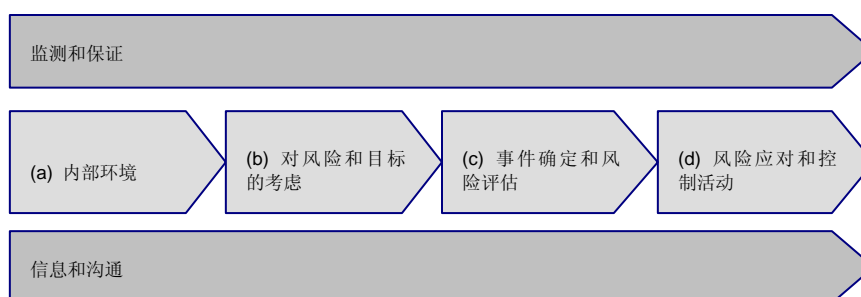 监测和保证
(a) 内部环境
(b) 对风险和目标
的考虑
(c) 事件确定和风
险评估
(d) 风险应对和控
制活动
信息和沟通